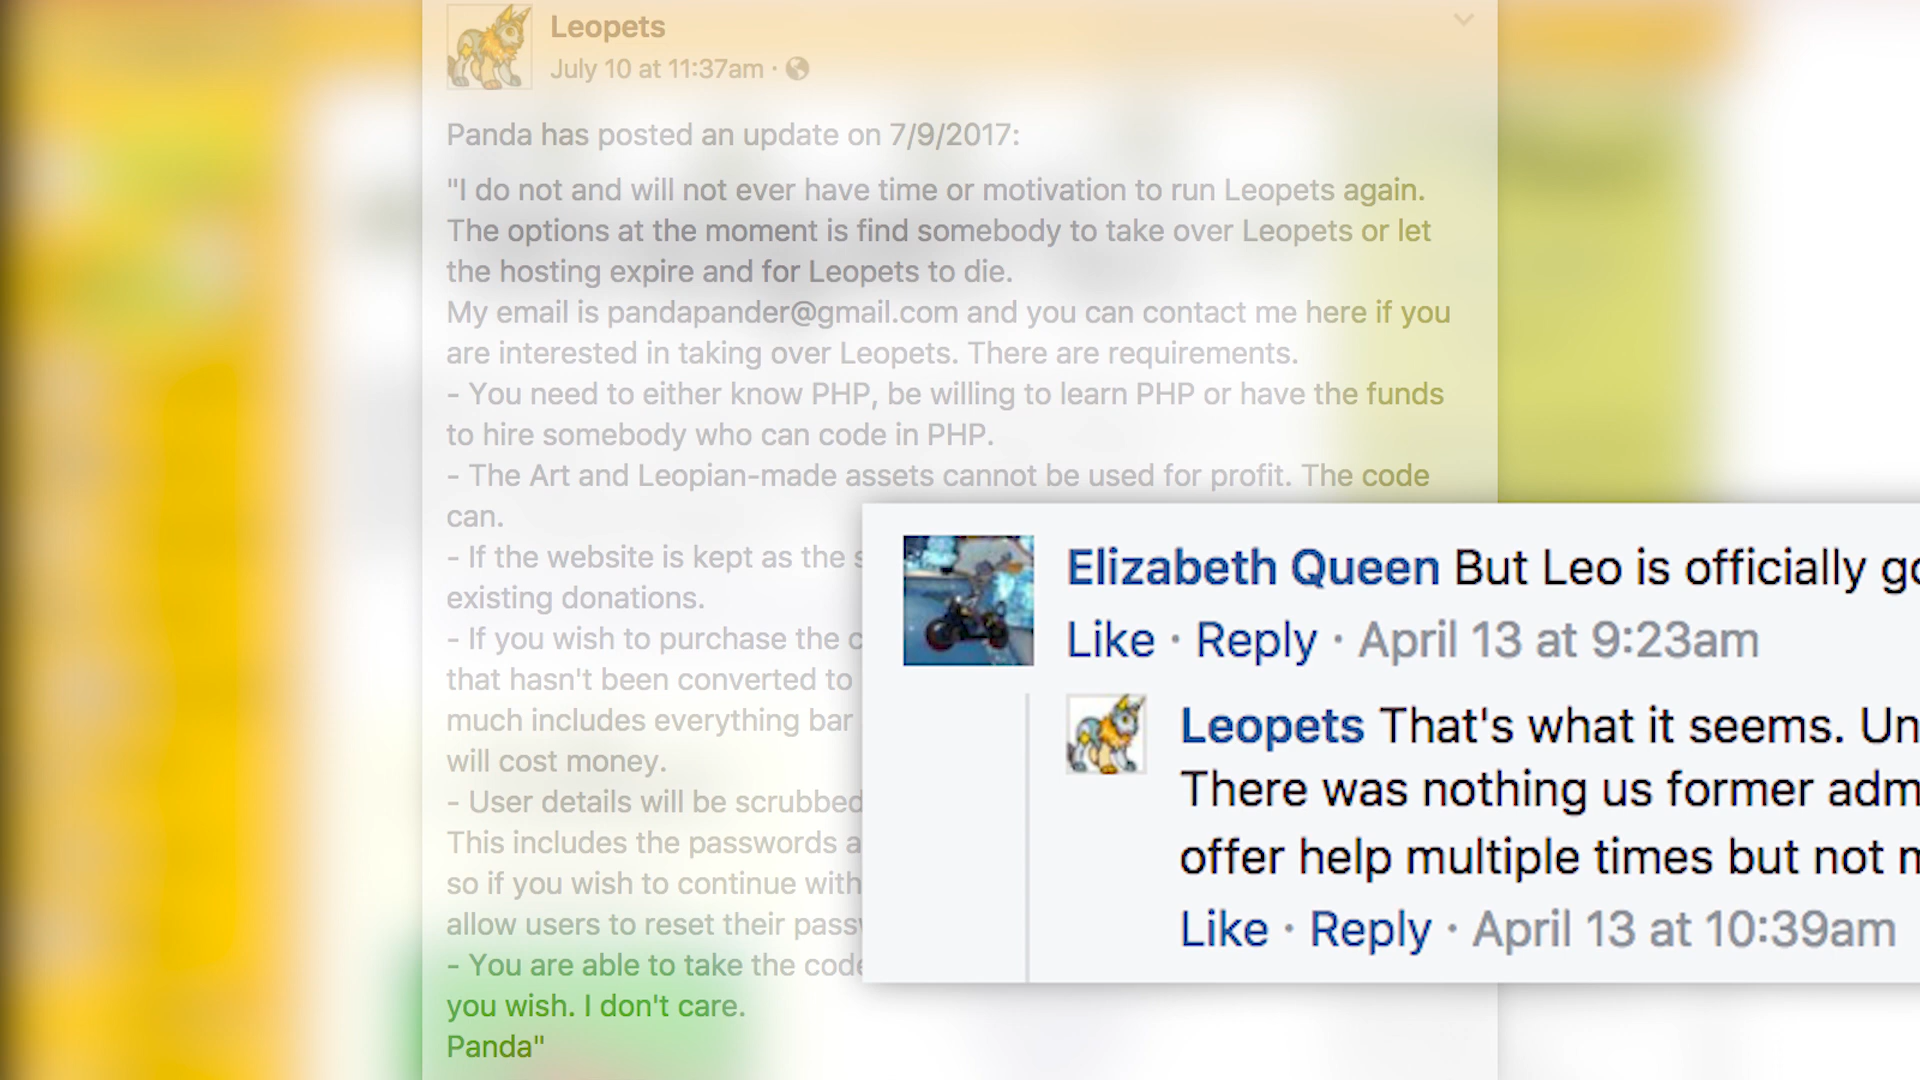 Leopets
July 10 at 11:37am ·
Panda has posted an update on 7/9/2017:
"I do not and will not ever have time or motivation to run Leopets again.
The options at the moment is find somebody to take over Leopets or let
the hosting expire and for Leopets to die.
My email is pandapander@gmail.com and you can contact me here if you
are interested in taking over Leopets. There are requirements.
- You need to either know PHP, be willing to learn PHP or have the funds
to hire somebody who can code in PHP.
- The Art and Leopian-made assets cannot be used for profit. The code
can.
- If the website is kept as the
existing donations.
- If you wish to purchase the
that hasn't been converted to
much includes everything bar
will cost money.
- User details will be scrubbed
This includes the passwords
so if you wish to continue with
allow users to reset their
- You are able to take the code
you wish. I don't care.
Panda"
Elizabeth Queen But Leo is officially
Like · Reply · April 13 at 9:23am
Leopets That's what it seems.
There was nothing us former
offer help multiple times but not
Like · Reply · April 13 at 10:39am